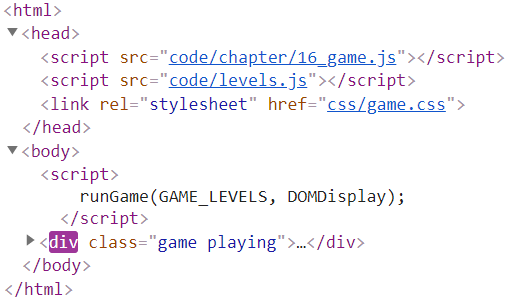 <html>
<head>
<script src="code/chapter/16_game.js"></script>
<script src="code/levels.js"></script>
<link rel="stylesheet" href="css/game.css">
</head>
<body>
<script>
runGame(GAME_LEVELS, DOMDisplay);
</script>
<div class="game playing">…</div>
</body>
</html>